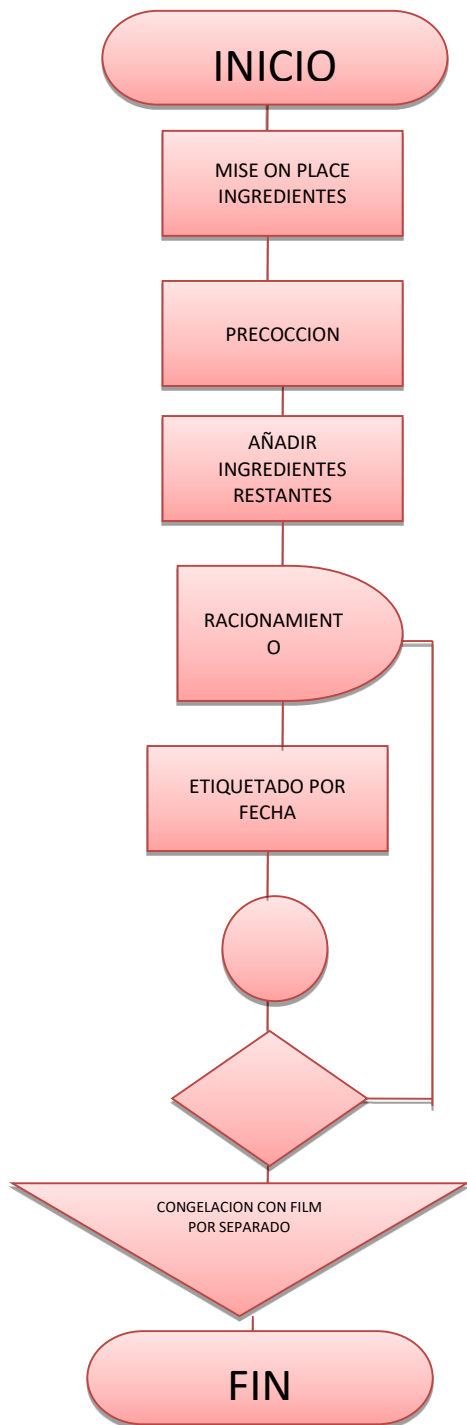 INICIO
MISE ON PLACE
INGREDIENTES
PRECOCCION
AÑADIR
INGREDIENTES
RESTANTES
RACIONAMIENT
O
ETIQUETADO POR
FECHA
CONGELACION CON FILM
POR SEPARADO
FIN